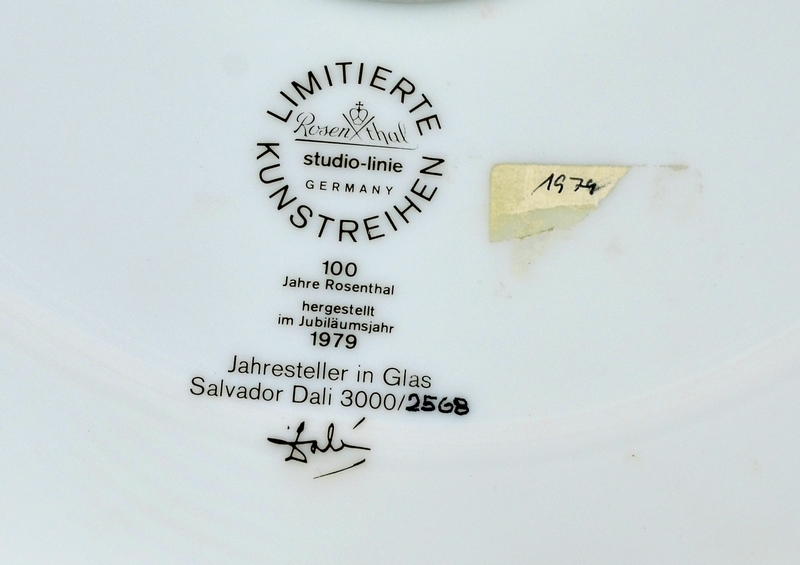 LIMITIERTE
Rosenthal
studio-linie
GERMANY
KUNSTREIHEN
1979
100
Jahre Rosenthal
hergestellt
im Jubiläumsjahr
1979
Jahresteller in Glas
Salvador Dali 3000/2568
Dalí